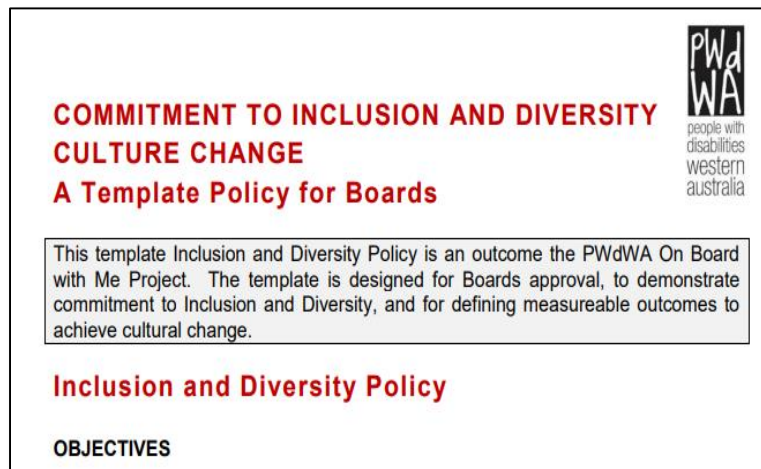 PWd
WA
people with
disabilities
western
australia
COMMITMENT TO INCLUSION AND DIVERSITY
CULTURE CHANGE
A Template Policy for Boards
This template Inclusion and Diversity Policy is an outcome the PWdWA On Board
with Me Project. The template is designed for Boards approval, to demonstrate
commitment to Inclusion and Diversity, and for defining measureable outcomes to
achieve cultural change.
Inclusion and Diversity Policy
OBJECTIVES